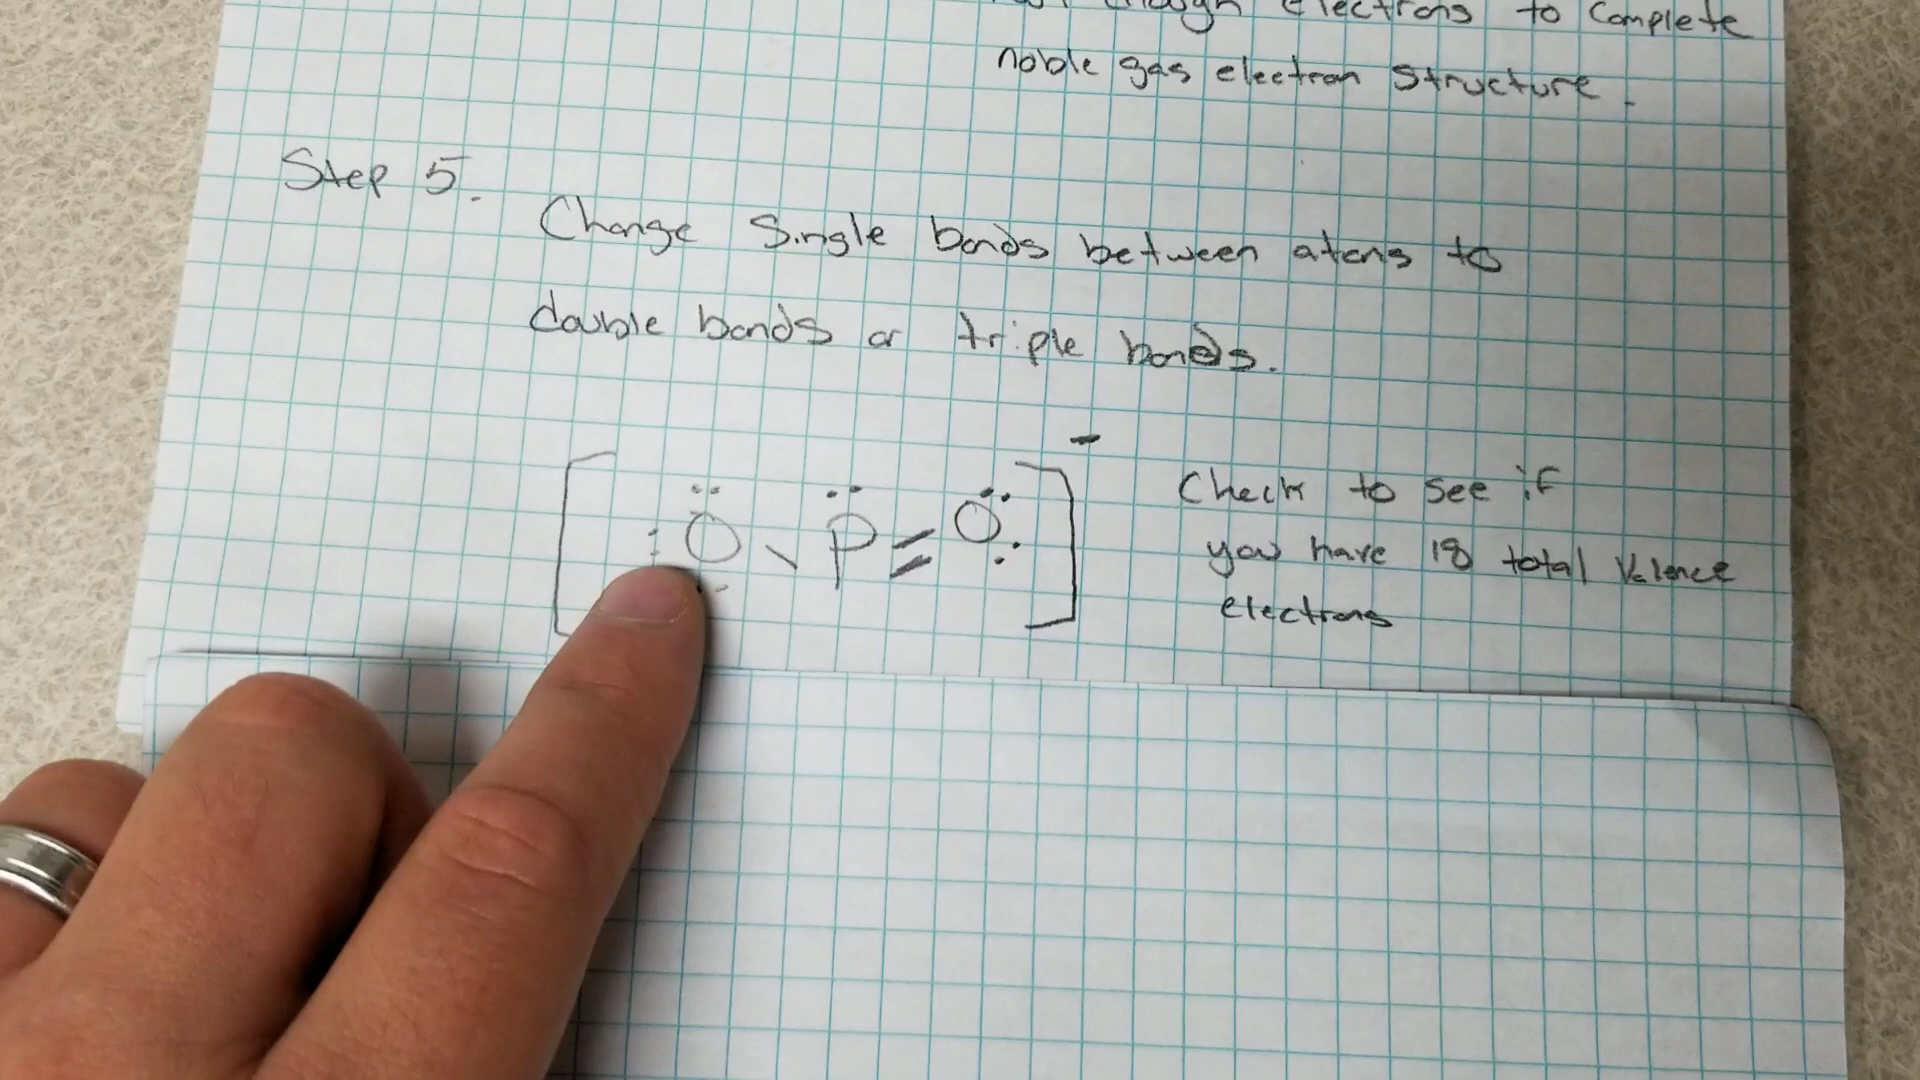 electrons to complete
noble gas electron structure.
Step 5.
Change Single bonds between atoms to
double bonds or triple bonds.
[:Ö - P̈ = Ö:]⁻
Check to see if
you have 18 total valence
electrons